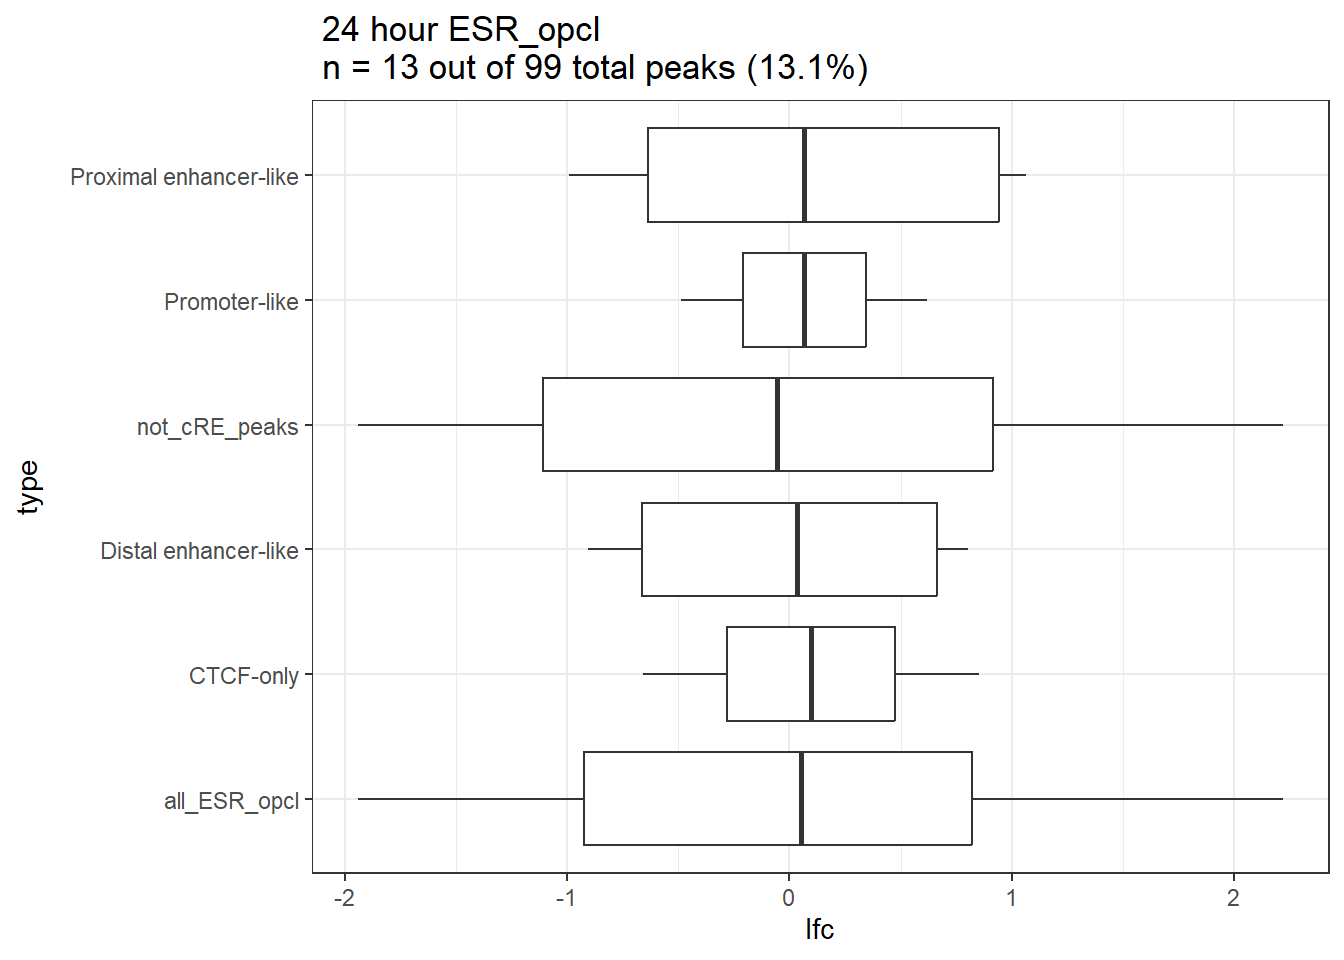 24 hour ESR_opcl
n = 13 out of 99 total peaks (13.1%)
type
Proximal enhancer-like
Promoter-like
not_cRE_peaks
Distal enhancer-like
CTCF-only
all_ESR_opcl
-2 -1 0 1 2
lfc